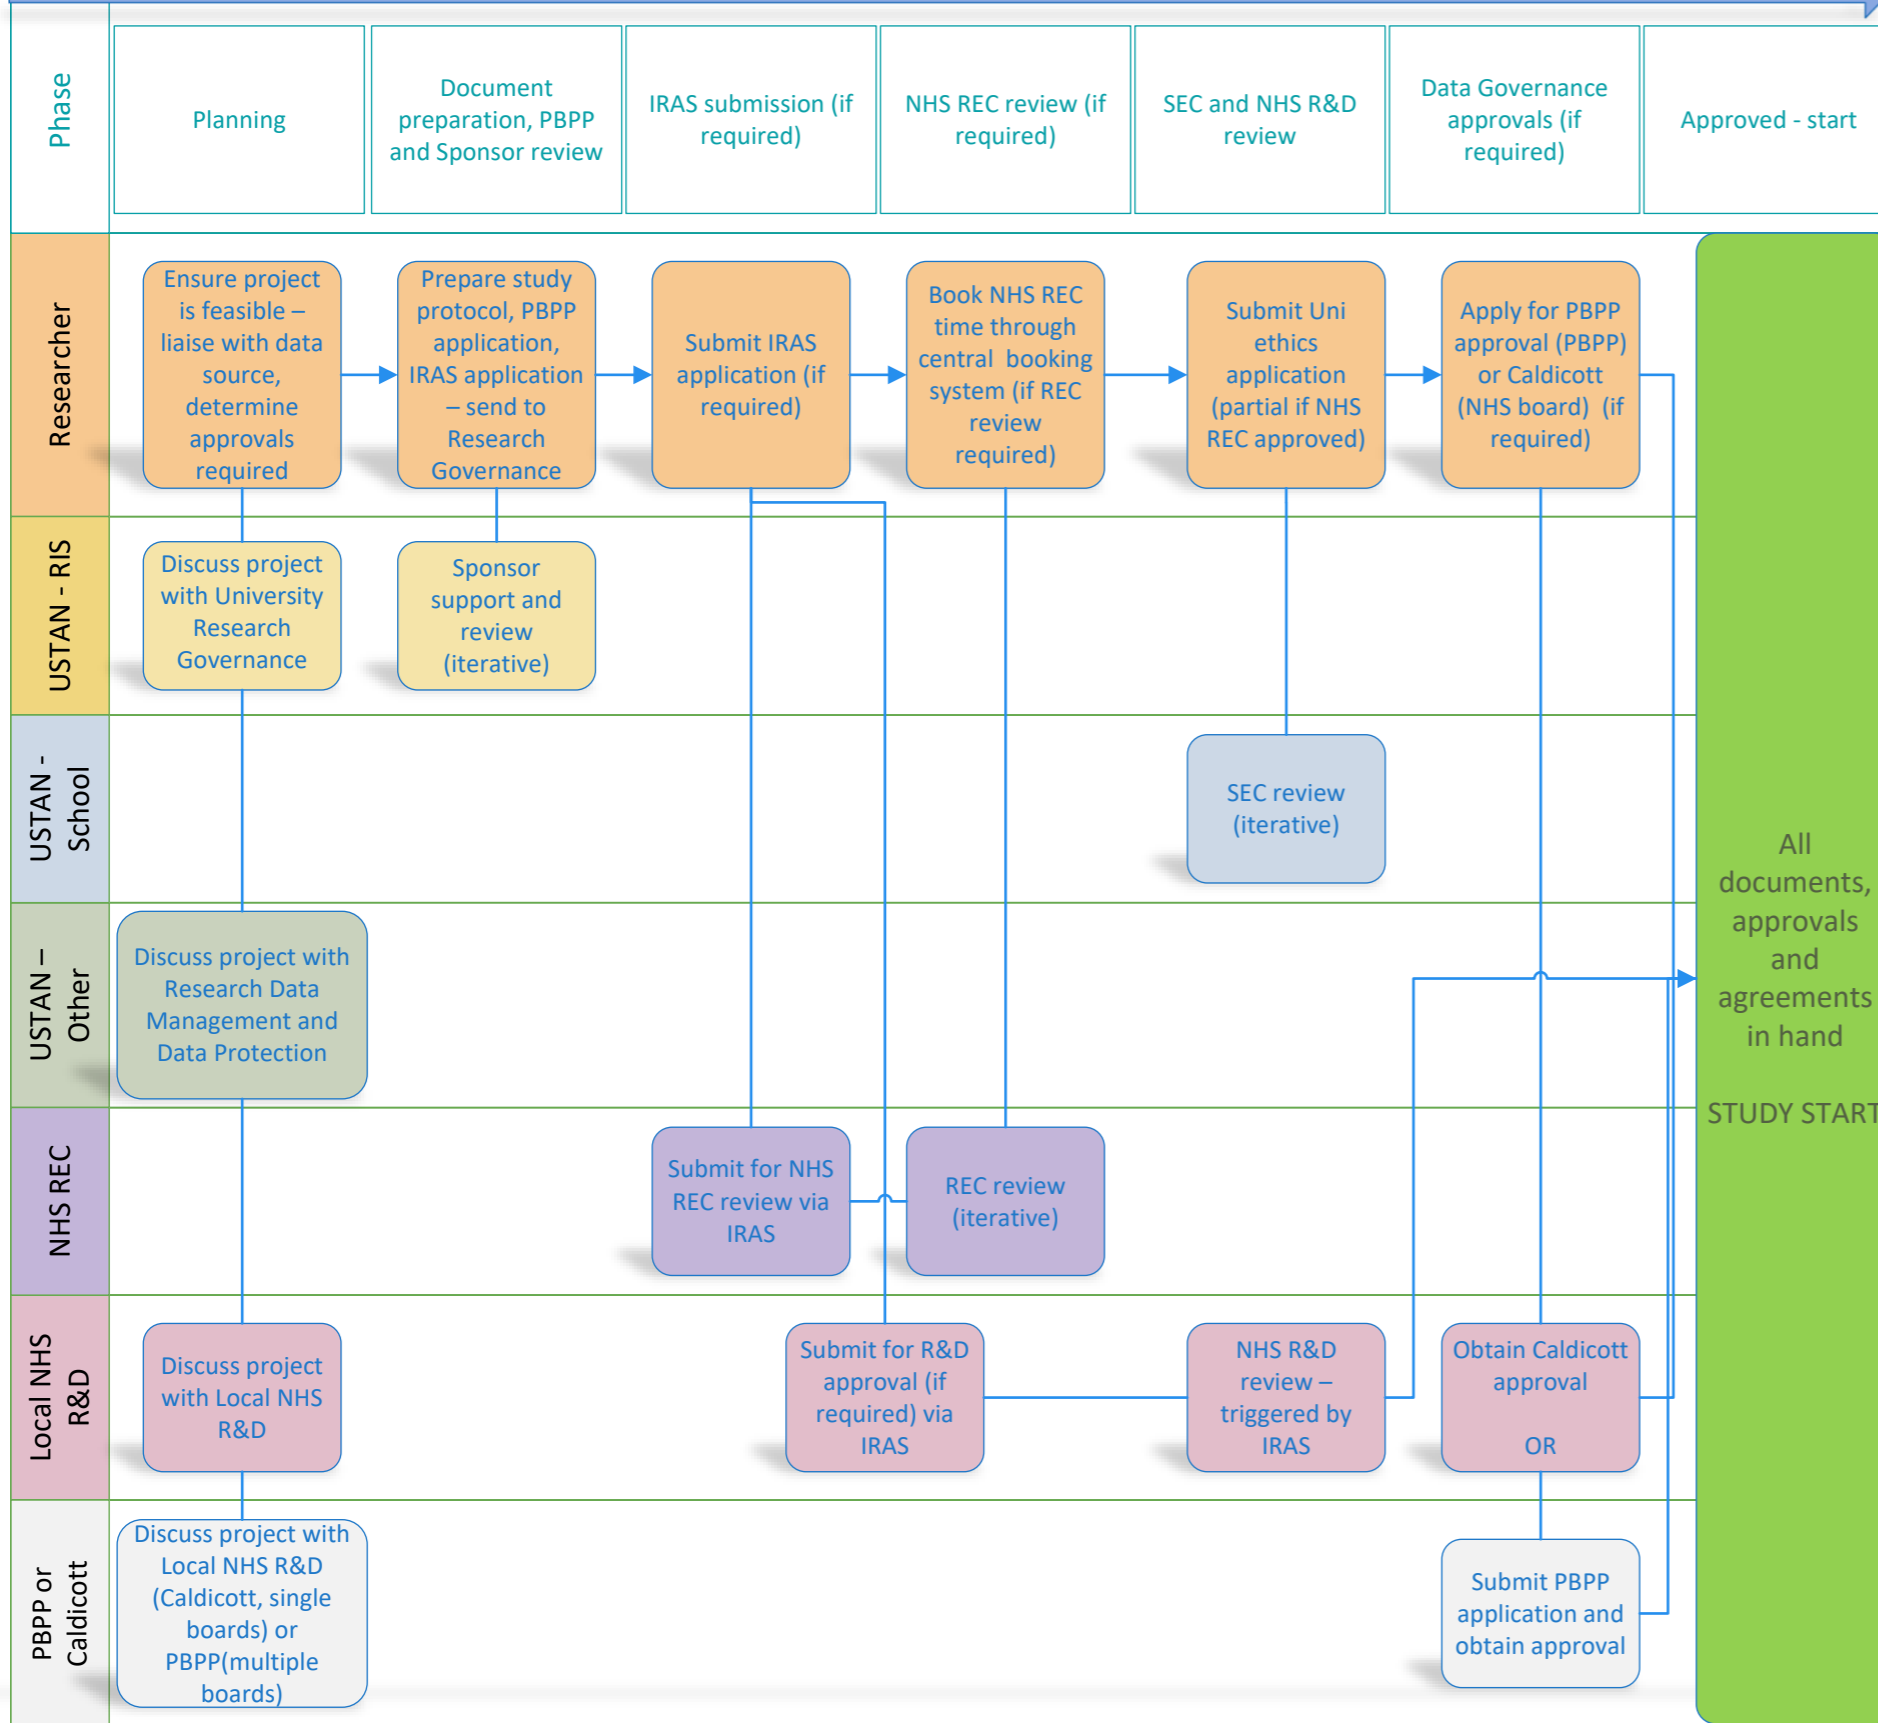 Phase
Planning
Document
preparation, PBPP
and Sponsor review
IRAS submission (if
required)
NHS REC review (if
required)
SEC and NHS R&D
review
Data Governance
approvals (if
required)
Approved - start
Researcher
Ensure project
is feasible –
liaise with data
source,
determine
approvals
required
Prepare study
protocol, PBPP
application,
IRAS application
– send to
Research
Governance
Submit IRAS
application (if
required)
Book NHS REC
time through
central booking
system (if REC
review
required)
Submit Uni
ethics
application
(partial if NHS
REC approved)
Apply for PBPP
approval (PBPP)
or Caldicott
(NHS board) (if
required)
USTAN - RIS
Discuss project
with University
Research
Governance
Sponsor
support and
review
(iterative)
USTAN -
School
SEC review
(iterative)
USTAN –
Other
Discuss project with
Research Data
Management and
Data Protection
All
documents,
approvals
and
agreements
in hand
STUDY START
NHS REC
Submit for NHS
REC review via
IRAS
REC review
(iterative)
Local NHS
R&D
Discuss project
with Local NHS
R&D
Submit for R&D
approval (if
required) via
IRAS
NHS R&D
review –
triggered by
IRAS
Obtain Caldicott
approval
OR
PBPP or
Caldicott
Discuss project with
Local NHS R&D
(Caldicott, single
boards) or
PBPP(multiple
boards)
Submit PBPP
application and
obtain approval